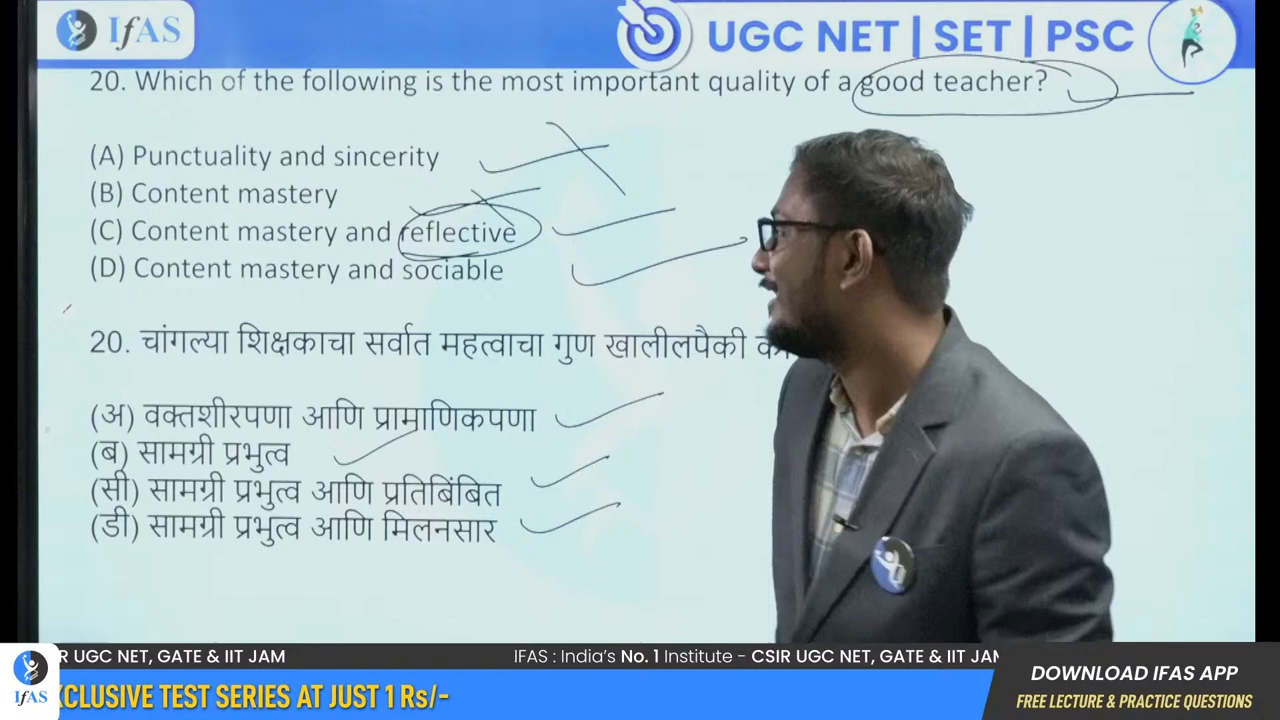 IfAS
UGC NET | SET | PSC
20. Which of the following is the most important quality of a good teacher?
(A) Punctuality and sincerity
(B) Content mastery
(C) Content mastery and reflective
(D) Content mastery and sociable
20. चांगल्या शिक्षकाचा सर्वात महत्वाचा गुण खालीलपैकी
(अ) वक्तशीरपणा आणि प्रामाणिकपणा
(ब) सामग्री प्रभुत्व
(सी) सामग्री प्रभुत्व आणि प्रतिबिंबित
(डी) सामग्री प्रभुत्व आणि मिलनसार
R UGC NET, GATE & IIT JAM
IFAS : India's No. 1 Institute - CSIR UGC NET, GATE & IIT JAM
IfAS
XCLUSIVE TEST SERIES AT JUST 1 Rs/-
DOWNLOAD IFAS APP
FREE LECTURE & PRACTICE QUESTIONS